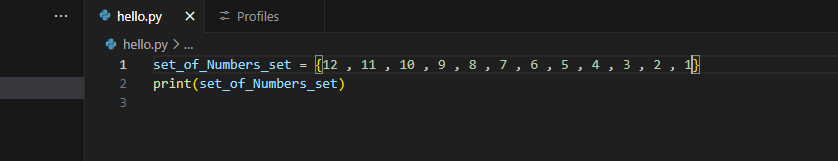 ... hello.py × Profiles
hello.py > ...
1 set_of_Numbers_set = {12 , 11 , 10 , 9 , 8 , 7 , 6 , 5 , 4 , 3 , 2 , 1}
2 print(set_of_Numbers_set)
3